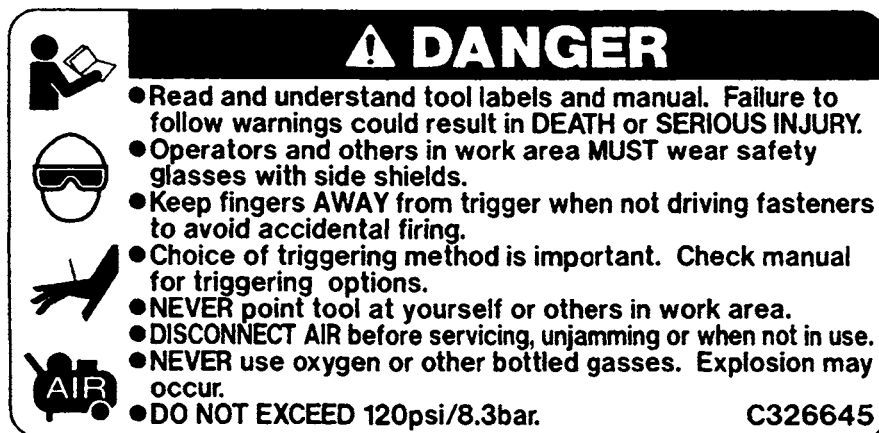 DANGER
●Read and understand tool labels and manual. Failure to
follow warnings could result in DEATH or SERIOUS INJURY.
●Operators and others in work area MUST wear safety
glasses with side shields.
●Keep fingers AWAY from trigger when not driving fasteners
to avoid accidental firing.
●Choice of triggering method is important. Check manual
for triggering options.
●NEVER point tool at yourself or others in work area.
●DISCONNECT AIR before servicing, unjamming or when not in use.
●NEVER use oxygen or other bottled gasses. Explosion may
occur.
AIR
●DO NOT EXCEED 120psi/8.3bar. C326645